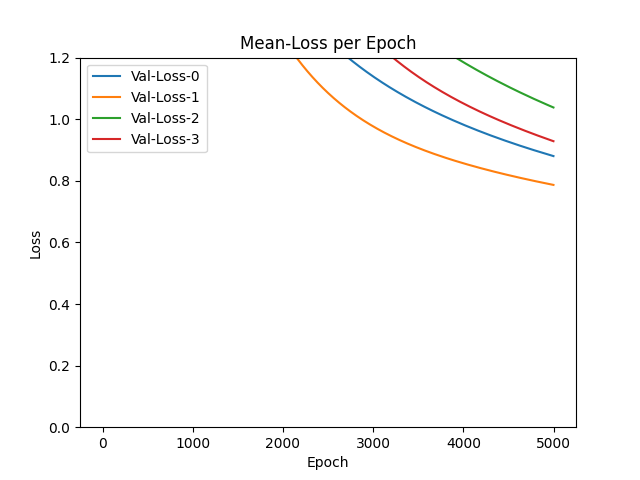 Mean-Loss per Epoch
Val-Loss-0
Val-Loss-1
Val-Loss-2
Val-Loss-3
1.2
1.0
0.8
0.6
0.4
0.2
0.0
Loss
0 1000 2000 3000 4000 5000
Epoch